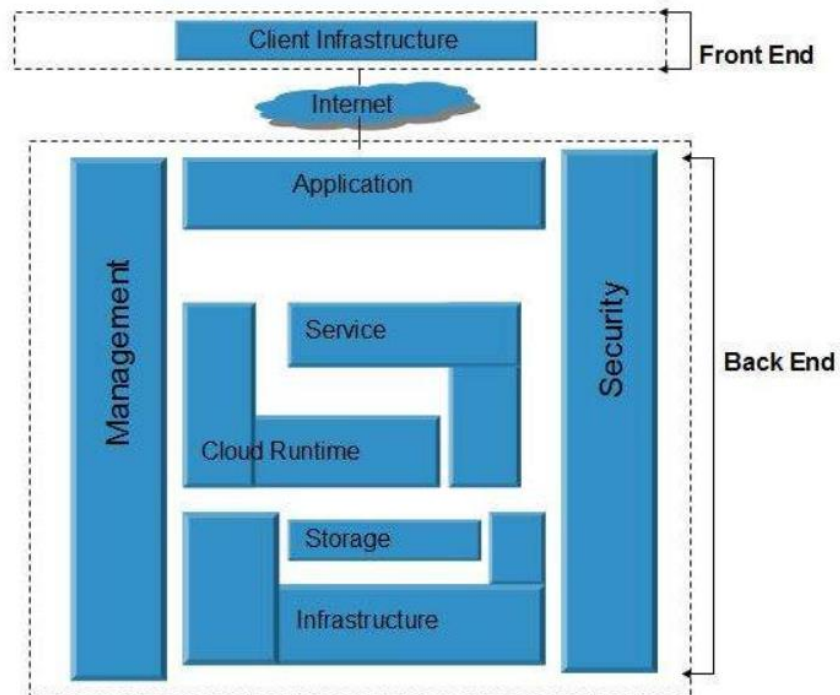 Client Infrastructure
Front End
Internet
Application
Management
Security
Service
Back End
Cloud Runtime
Storage
Infrastructure